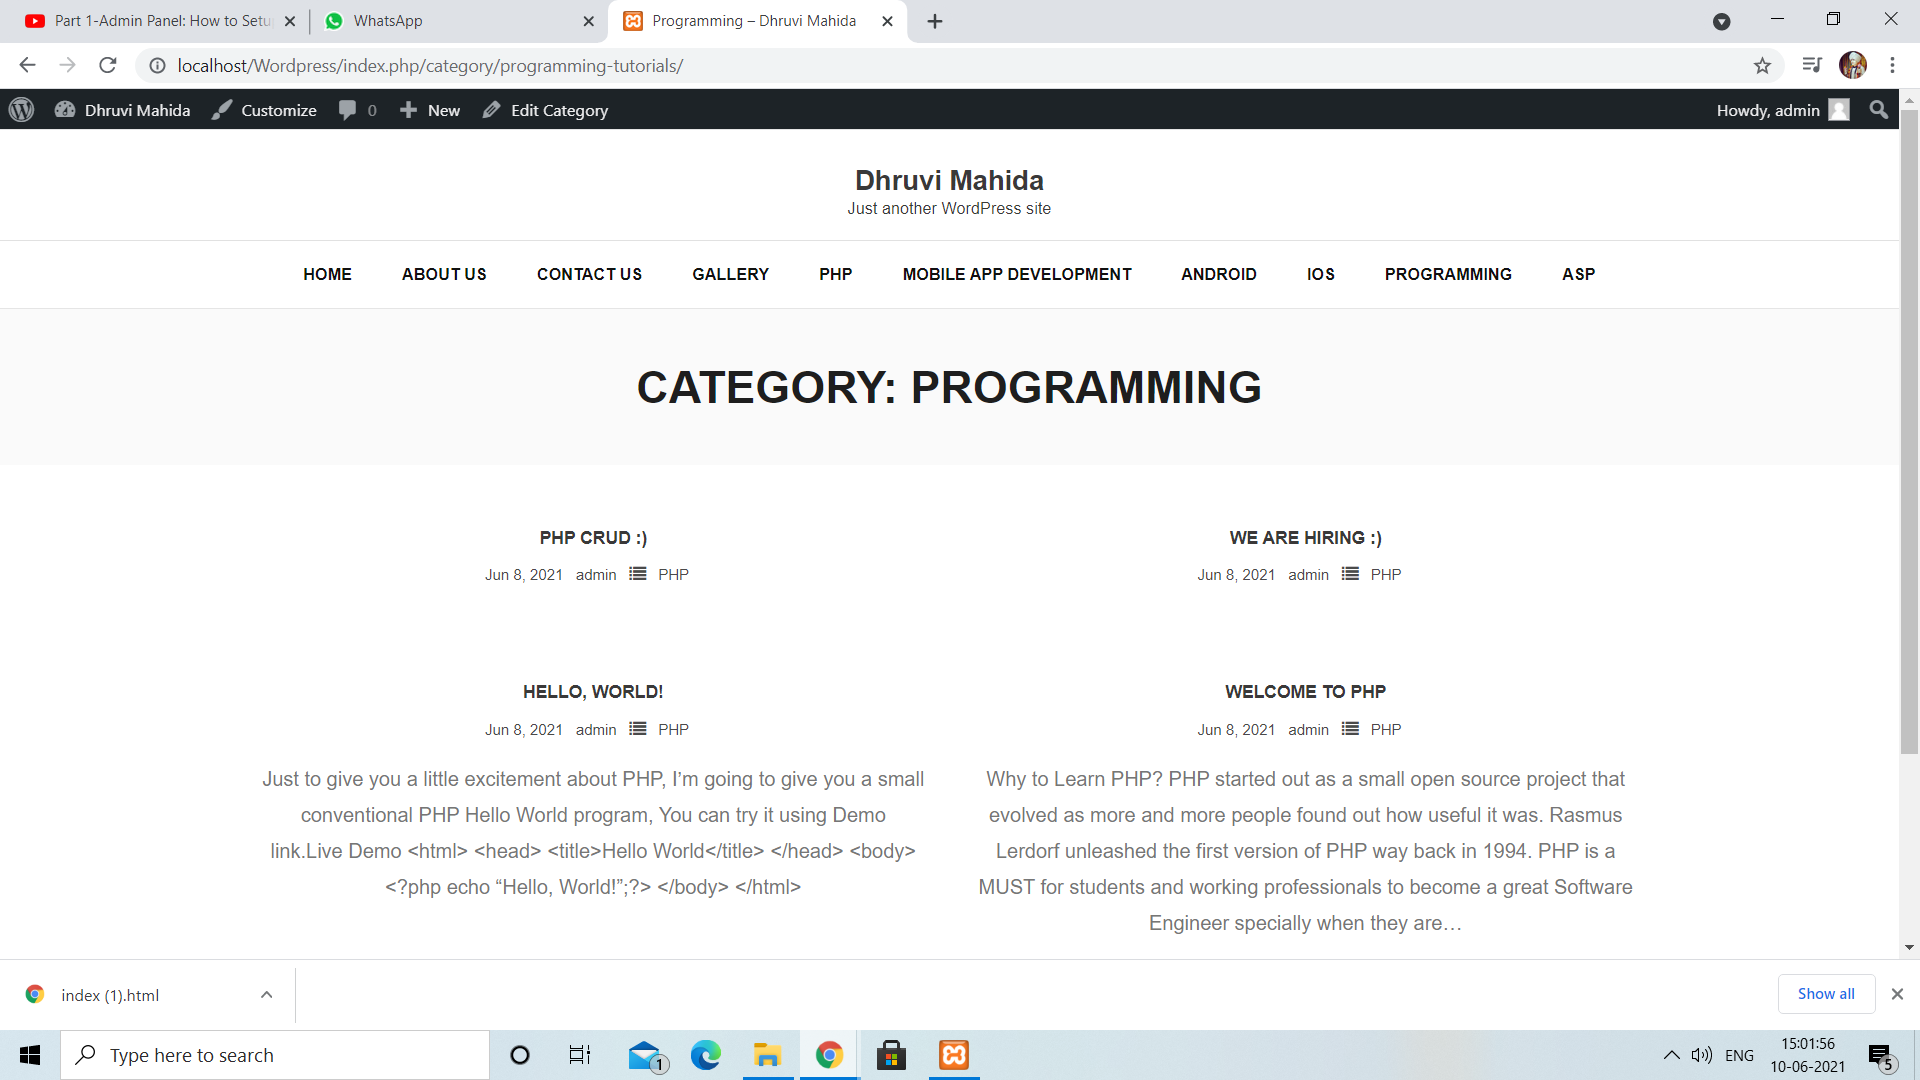 Part 1-Admin Panel: How to Setu
WhatsApp
Programming – Dhruvi Mahida
localhost/Wordpress/index.php/category/programming-tutorials/
Dhruvi Mahida Customize 0 New Edit Category Howdy, admin
Dhruvi Mahida
Just another WordPress site
HOME ABOUT US CONTACT US GALLERY PHP MOBILE APP DEVELOPMENT ANDROID IOS PROGRAMMING ASP
CATEGORY: PROGRAMMING
PHP CRUD :)
Jun 8, 2021 admin PHP
WE ARE HIRING :)
Jun 8, 2021 admin PHP
HELLO, WORLD!
Jun 8, 2021 admin PHP
Just to give you a little excitement about PHP, I’m going to give you a small
conventional PHP Hello World program, You can try it using Demo
link.Live Demo <html> <head> <title>Hello World</title> </head> <body>
<?php echo “Hello, World!”;?> </body> </html>
WELCOME TO PHP
Jun 8, 2021 admin PHP
Why to Learn PHP? PHP started out as a small open source project that
evolved as more and more people found out how useful it was. Rasmus
Lerdorf unleashed the first version of PHP way back in 1994. PHP is a
MUST for students and working professionals to become a great Software
Engineer specially when they are…
index (1).html
Show all
Type here to search
1
ENG
15:01:56
10-06-2021
5